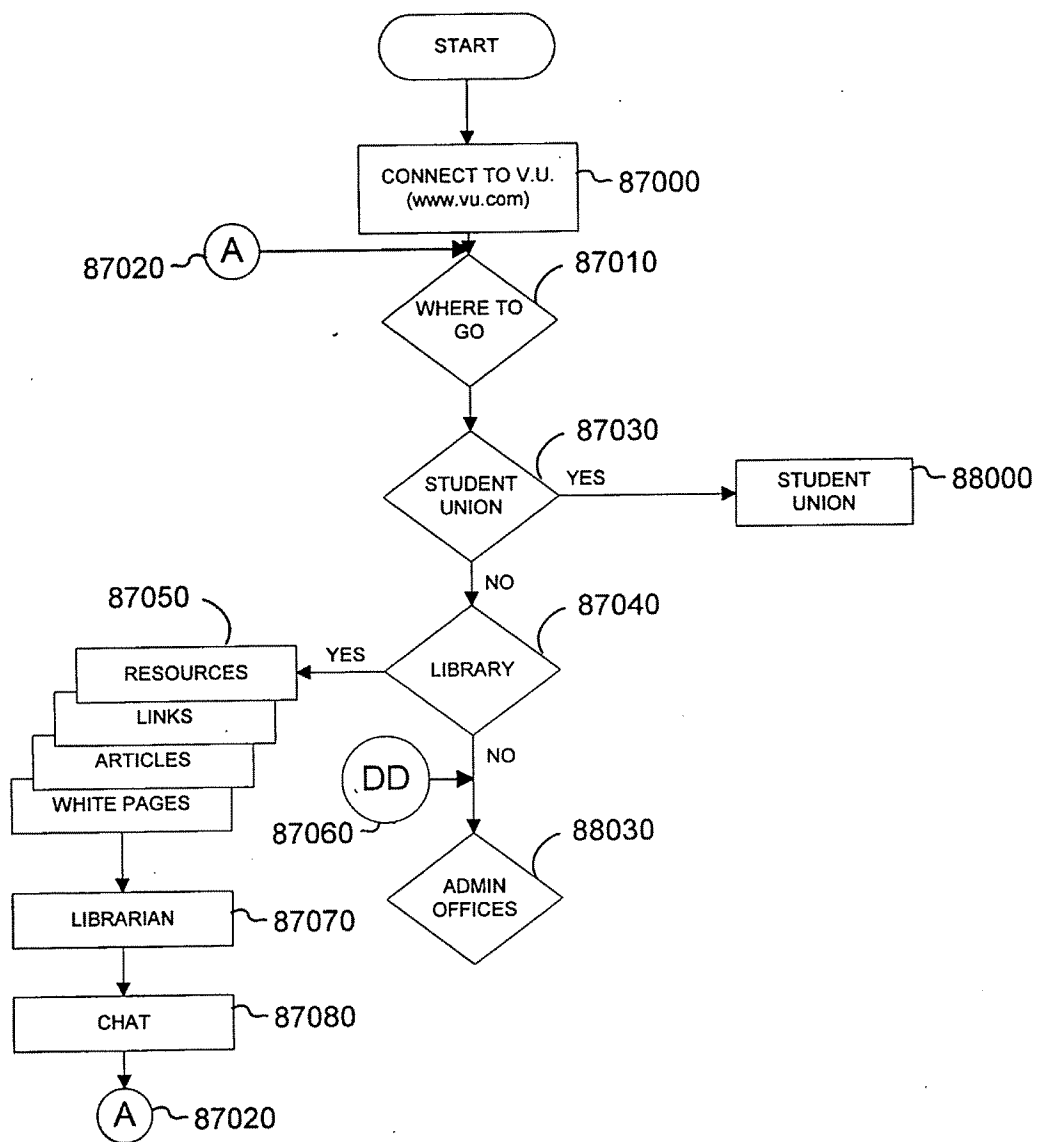 START
CONNECT TO V.U.
(www.vu.com)
87000
A
87020
87010
WHERE TO
GO
87030
STUDENT
UNION
YES
STUDENT
UNION
88000
NO
87040
87050
LIBRARY
YES
RESOURCES
LINKS
ARTICLES
WHITE PAGES
NO
DD
87060
88030
ADMIN
OFFICES
LIBRARIAN
87070
CHAT
87080
A
87020